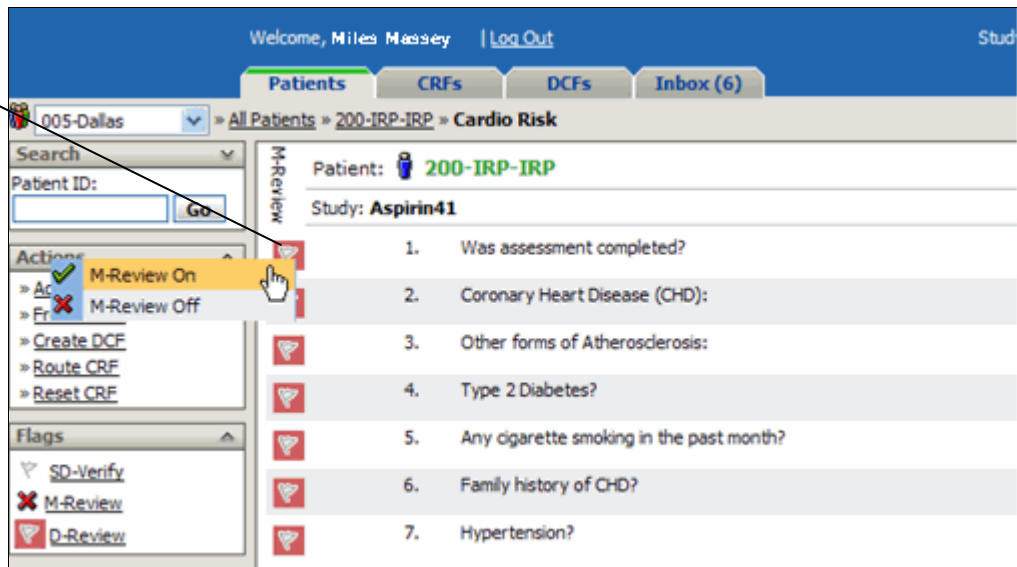 Welcome, Miles Massey | Log Out
Patients CRFs DCFs Inbox (6)
005-Dallas » All Patients » 200-IRP-IRP » Cardio Risk
Search
Patient ID:
Go
Actions
M-Review On
M-Review Off
» Create DCF
» Route CRF
» Reset CRF
Flags
SD-Verify
M-Review
D-Review
M-Review
Patient: 200-IRP-IRP
Study: Aspirin41
1. Was assessment completed?
2. Coronary Heart Disease (CHD):
3. Other forms of Atherosclerosis:
4. Type 2 Diabetes?
5. Any cigarette smoking in the past month?
6. Family history of CHD?
7. Hypertension?